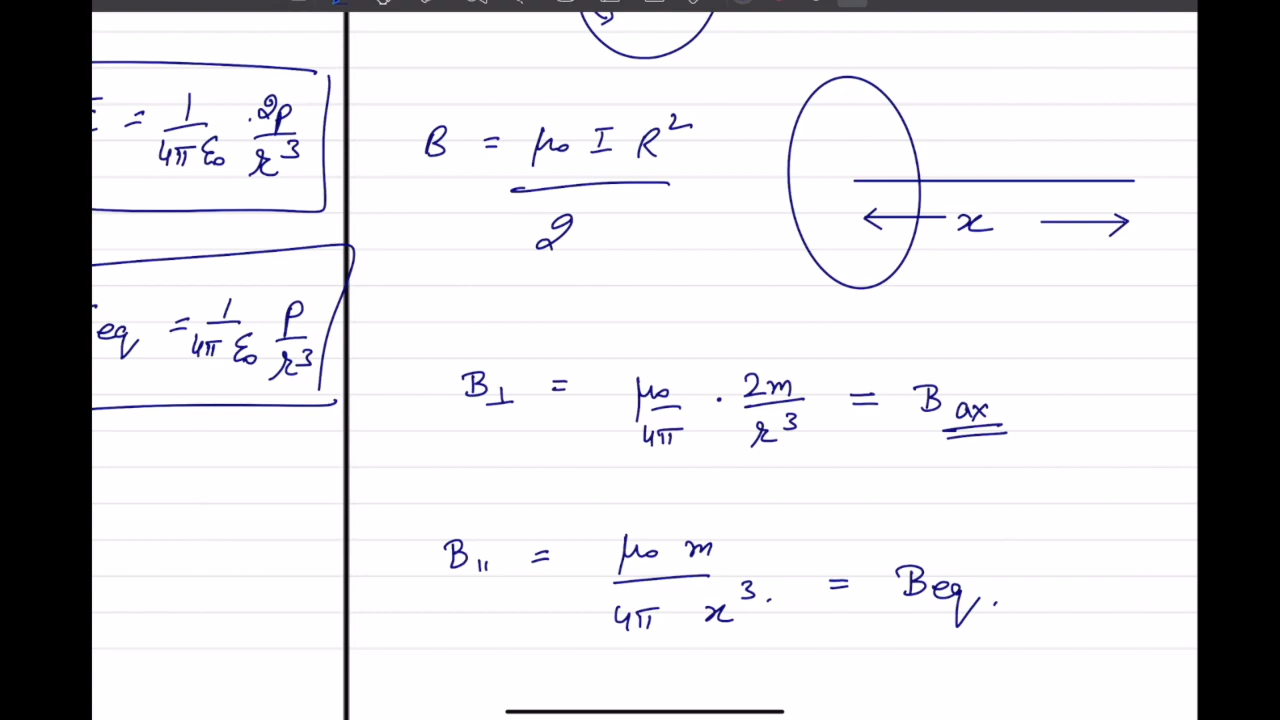 E = 1/4πε₀ · 2p/r³
eq = 1/4πε₀ p/r³
B = μ₀ I R² / 2
x
B⊥ = μ₀/4π · 2m/r³ = B ax
B׀׀ = μ₀ m / 4π x³. = Beq.